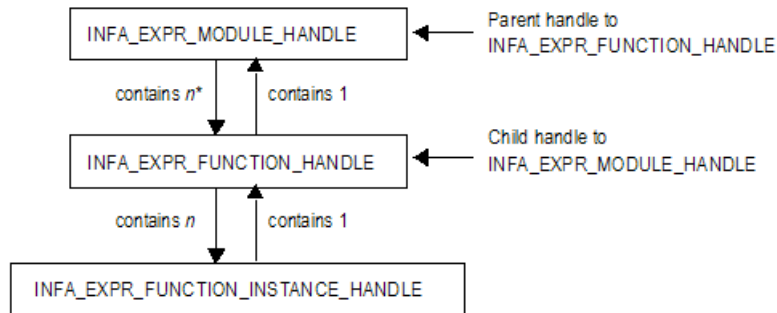 INFA_EXPR_MODULE_HANDLE
Parent handle to
INFA_EXPR_FUNCTION_HANDLE
contains n*
contains 1
INFA_EXPR_FUNCTION_HANDLE
Child handle to
INFA_EXPR_MODULE_HANDLE
contains n
contains 1
INFA_EXPR_FUNCTION_INSTANCE_HANDLE